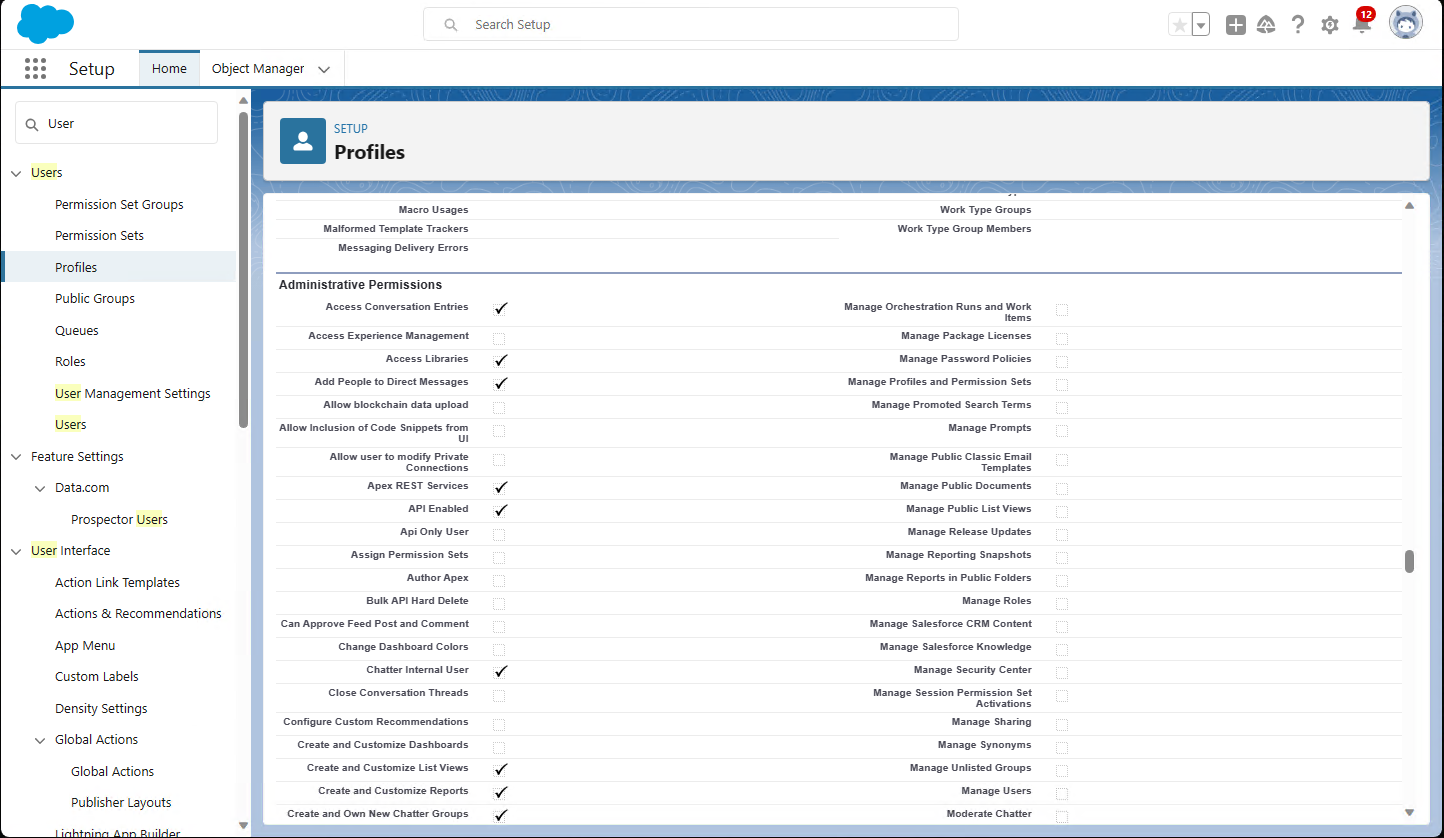 Search Setup
12
Setup
Home
Object Manager
User
Users
Permission Set Groups
Permission Sets
Profiles
Public Groups
Queues
Roles
User Management Settings
Users
Feature Settings
Data.com
Prospector Users
User Interface
Action Link Templates
Actions & Recommendations
App Menu
Custom Labels
Density Settings
Global Actions
Global Actions
Publisher Layouts
Lightning App Builder
SETUP
Profiles
Macro Usages
Work Type Groups
Malformed Template Trackers
Work Type Group Members
Messaging Delivery Errors
Administrative Permissions
Access Conversation Entries
Manage Orchestration Runs and Work
Items
Access Experience Management
Manage Package Licenses
Access Libraries
Manage Password Policies
Add People to Direct Messages
Manage Profiles and Permission Sets
Allow blockchain data upload
Manage Promoted Search Terms
Allow Inclusion of Code Snippets from
UI
Manage Prompts
Allow user to modify Private
Connections
Manage Public Classic Email
Templates
Apex REST Services
Manage Public Documents
API Enabled
Manage Public List Views
Api Only User
Manage Release Updates
Assign Permission Sets
Manage Reporting Snapshots
Author Apex
Manage Reports in Public Folders
Bulk API Hard Delete
Manage Roles
Can Approve Feed Post and Comment
Manage Salesforce CRM Content
Change Dashboard Colors
Manage Salesforce Knowledge
Chatter Internal User
Manage Security Center
Close Conversation Threads
Manage Session Permission Set
Activations
Configure Custom Recommendations
Manage Sharing
Create and Customize Dashboards
Manage Synonyms
Create and Customize List Views
Manage Unlisted Groups
Create and Customize Reports
Manage Users
Create and Own New Chatter Groups
Moderate Chatter